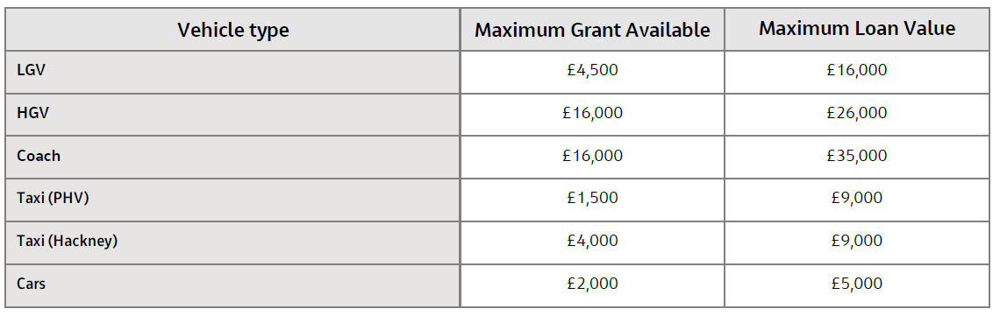 Vehicle type Maximum Grant Available Maximum Loan Value
LGV £4,500 £16,000
HGV £16,000 £26,000
Coach £16,000 £35,000
Taxi (PHV) £1,500 £9,000
Taxi (Hackney) £4,000 £9,000
Cars £2,000 £5,000